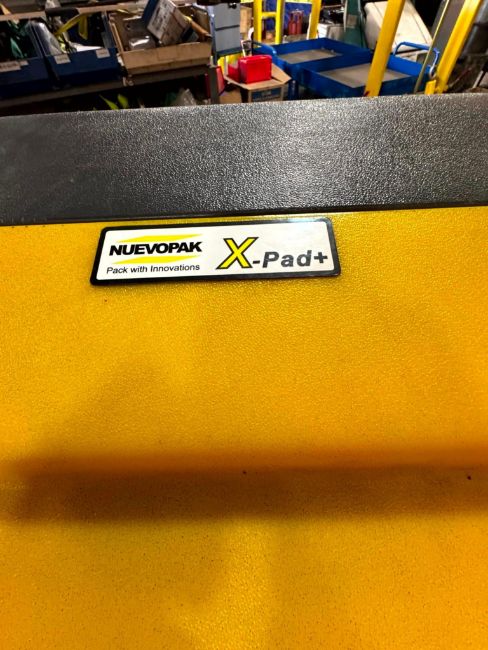 NUEVOPAK
Pack with Innovations
X-Pad+